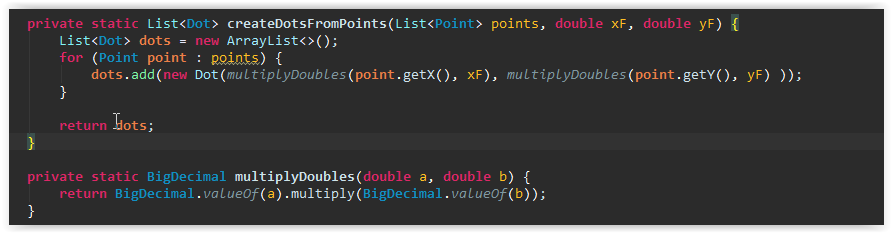 private static List<Dot> createDotsFromPoints(List<Point> points, double xF, double yF) {
    List<Dot> dots = new ArrayList<>();
    for (Point point : points) {
        dots.add(new Dot(multiplyDoubles(point.getX(), xF), multiplyDoubles(point.getY(), yF) ));
    }
    return dots;
}
private static BigDecimal multiplyDoubles(double a, double b) {
    return BigDecimal.valueOf(a).multiply(BigDecimal.valueOf(b));
}